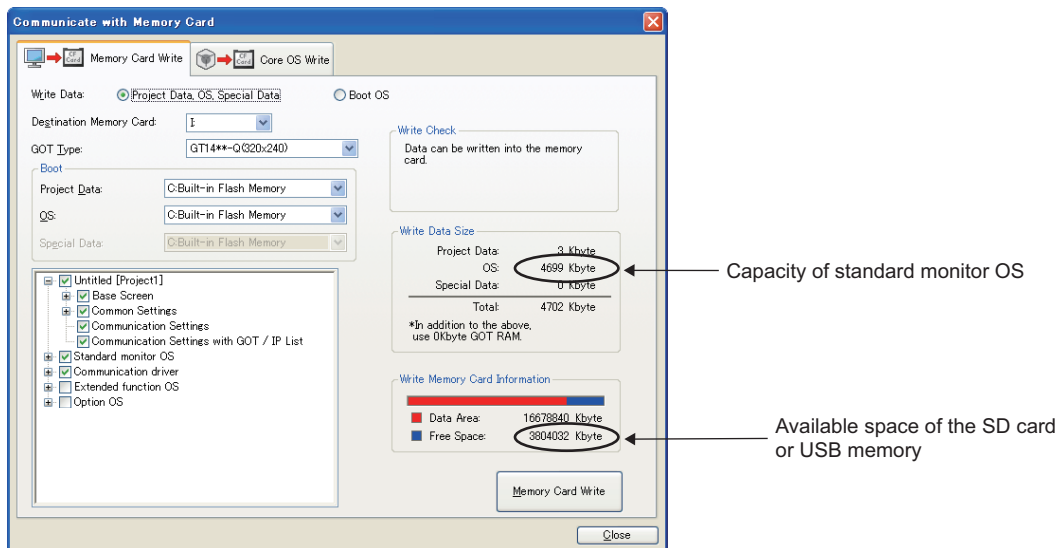 Communicate with Memory Card
CF Card Memory Card Write CF Card Core OS Write
Write Data: Project Data, OS, Special Data Boot OS
Destination Memory Card: I:
GOT Type: GT14**-Q(320x240)
Boot
Project Data: C:Built-in Flash Memory
OS: C:Built-in Flash Memory
Special Data: C:Built-in Flash Memory
Untitled [Project1]
Base Screen
Common Settings
Communication Settings
Communication Settings with GOT / IP List
Standard monitor OS
Communication driver
Extended function OS
Option OS
Write Check
Data can be written into the memory
card.
Write Data Size
Project Data: 3 Kbyte
OS: 4699 Kbyte
Special Data: 0 Kbyte
Total: 4702 Kbyte
*In addition to the above,
use 0Kbyte GOT RAM.
Write Memory Card Information
Data Area: 16678840 Kbyte
Free Space: 3804032 Kbyte
Memory Card Write
Close
Capacity of standard monitor OS
Available space of the SD card
or USB memory